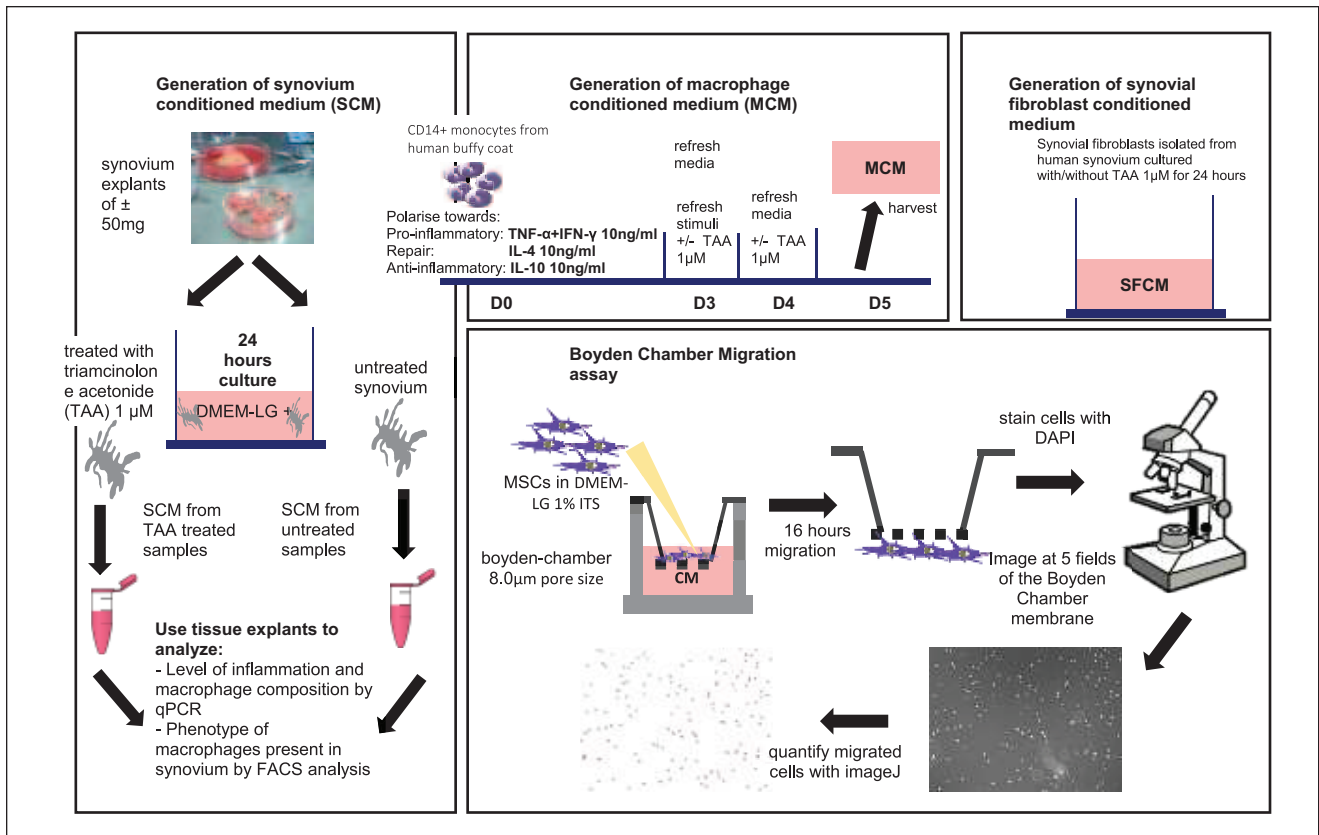 Generation of synovium
conditioned medium (SCM)
synovium
explants
of ±
50mg
treated with
triamcinolon
e acetonide
(TAA) 1 µM
24
hours
culture
DMEM-LG +
untreated
synovium
SCM from
TAA treated
samples
SCM from
untreated
samples
Use tissue explants to
analyze:
- Level of inflammation and
macrophage composition by
qPCR
- Phenotype of
macrophages present in
synovium by FACS analysis
Generation of macrophage
conditioned medium (MCM)
CD14+ monocytes from
human buffy coat
Polarise towards:
Pro-inflammatory: TNF-α+IFN-γ 10ng/ml
Repair: IL-4 10ng/ml
Anti-inflammatory: IL-10 10ng/ml
refresh
media
refresh
stimuli
+/- TAA
1µM
refresh
media
+/- TAA
1µM
MCM
harvest
D0 D3 D4 D5
Generation of synovial
fibroblast conditioned
medium
Synovial fibroblasts isolated from
human synovium cultured
with/without TAA 1µM for 24 hours
SFCM
Boyden Chamber Migration
assay
MSCs in DMEM-
LG 1% ITS
boyden-chamber
8.0µm pore size
CM
16 hours
migration
stain cells with
DAPI
Image at 5 fields
of the Boyden
Chamber
membrane
quantify migrated
cells with imageJ